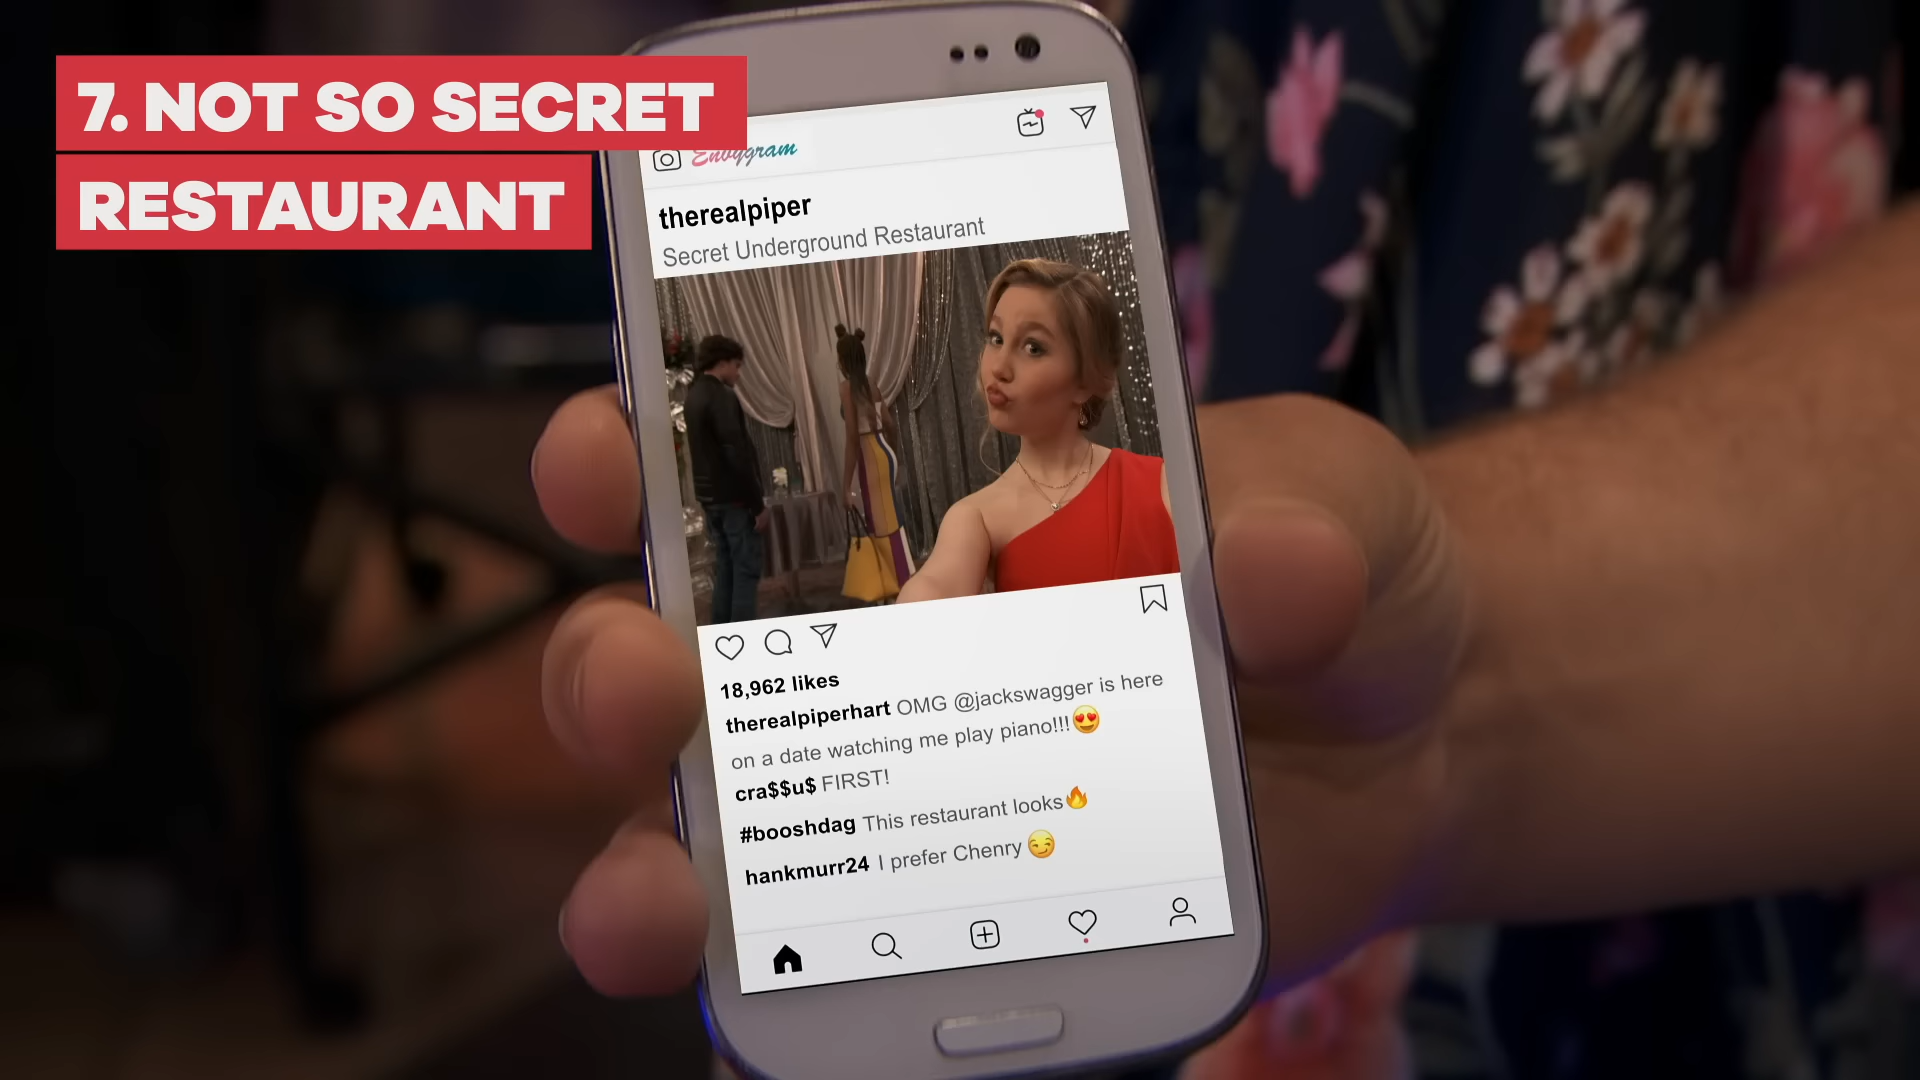 7. NOT SO SECRET
RESTAURANT
Envygram
therealpiper
Secret Underground Restaurant
18,962 likes
therealpiperhart OMG @jackswagger is here
on a date watching me play piano!!!😍
cra$$u$ FIRST!
#booshdag This restaurant looks🔥
hankmurr24 I prefer Chenry 😏